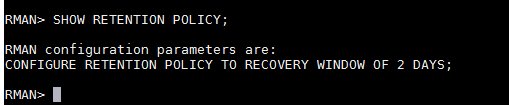 RMAN> SHOW RETENTION POLICY;
RMAN configuration parameters are:
CONFIGURE RETENTION POLICY TO RECOVERY WINDOW OF 2 DAYS;
RMAN>